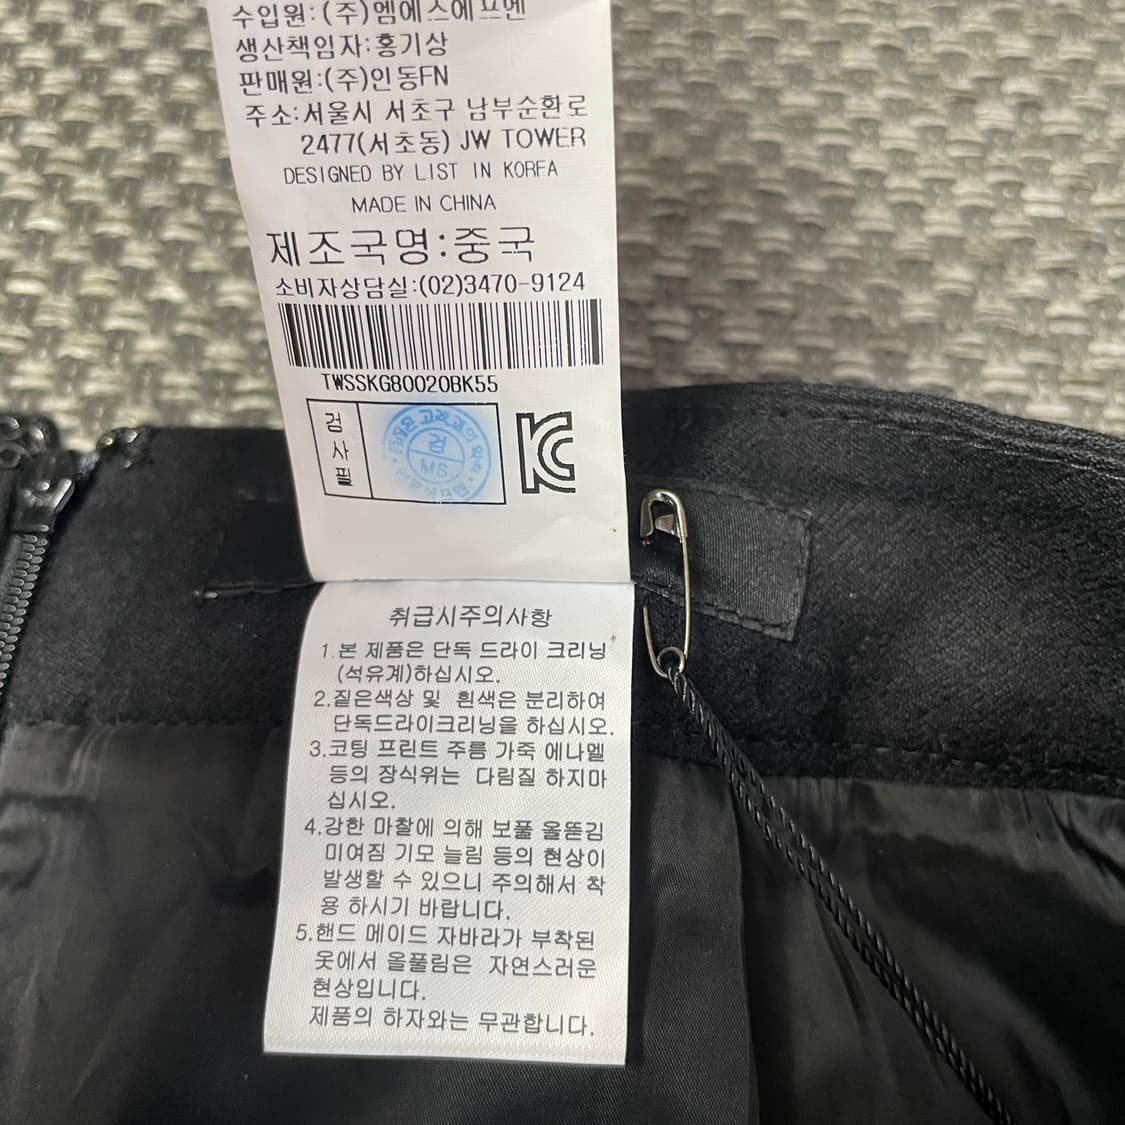 수입원:(주)엠에스에프엔
생산책임자:홍기상
판매원:(주)인동FN
주소:서울시 서초구 남부순환로
2477(서초동) JW TOWER
DESIGNED BY LIST IN KORFA
MADE IN CHINA
제조국명:중국
소비자상담실:(02)3470-9124
TWSSKG80020BK55
검사필
고객과의 약속
검
MS
취급시주의사항
1.본 제품은 단독 드라이 크리닝
(석유계)하십시오.
2.짙은색상 및 흰색은 분리하여
단독드라이크리닝을 하십시오.
3.코팅 프린트 주름 가죽 에나멜
등의 장식위는 다림질 하지마
십시오.
4.강한 마찰에 의해 보풀 올뜯김
미여짐 기모 눌림 등의 현상이
발생할 수 있으니 주의해서 착
용 하시기 바랍니다.
5.핸드 메이드 자바라가 부착된
옷에서 올풀림은 자연스러운
현상입니다.
제품의 하자와는 무관합니다.